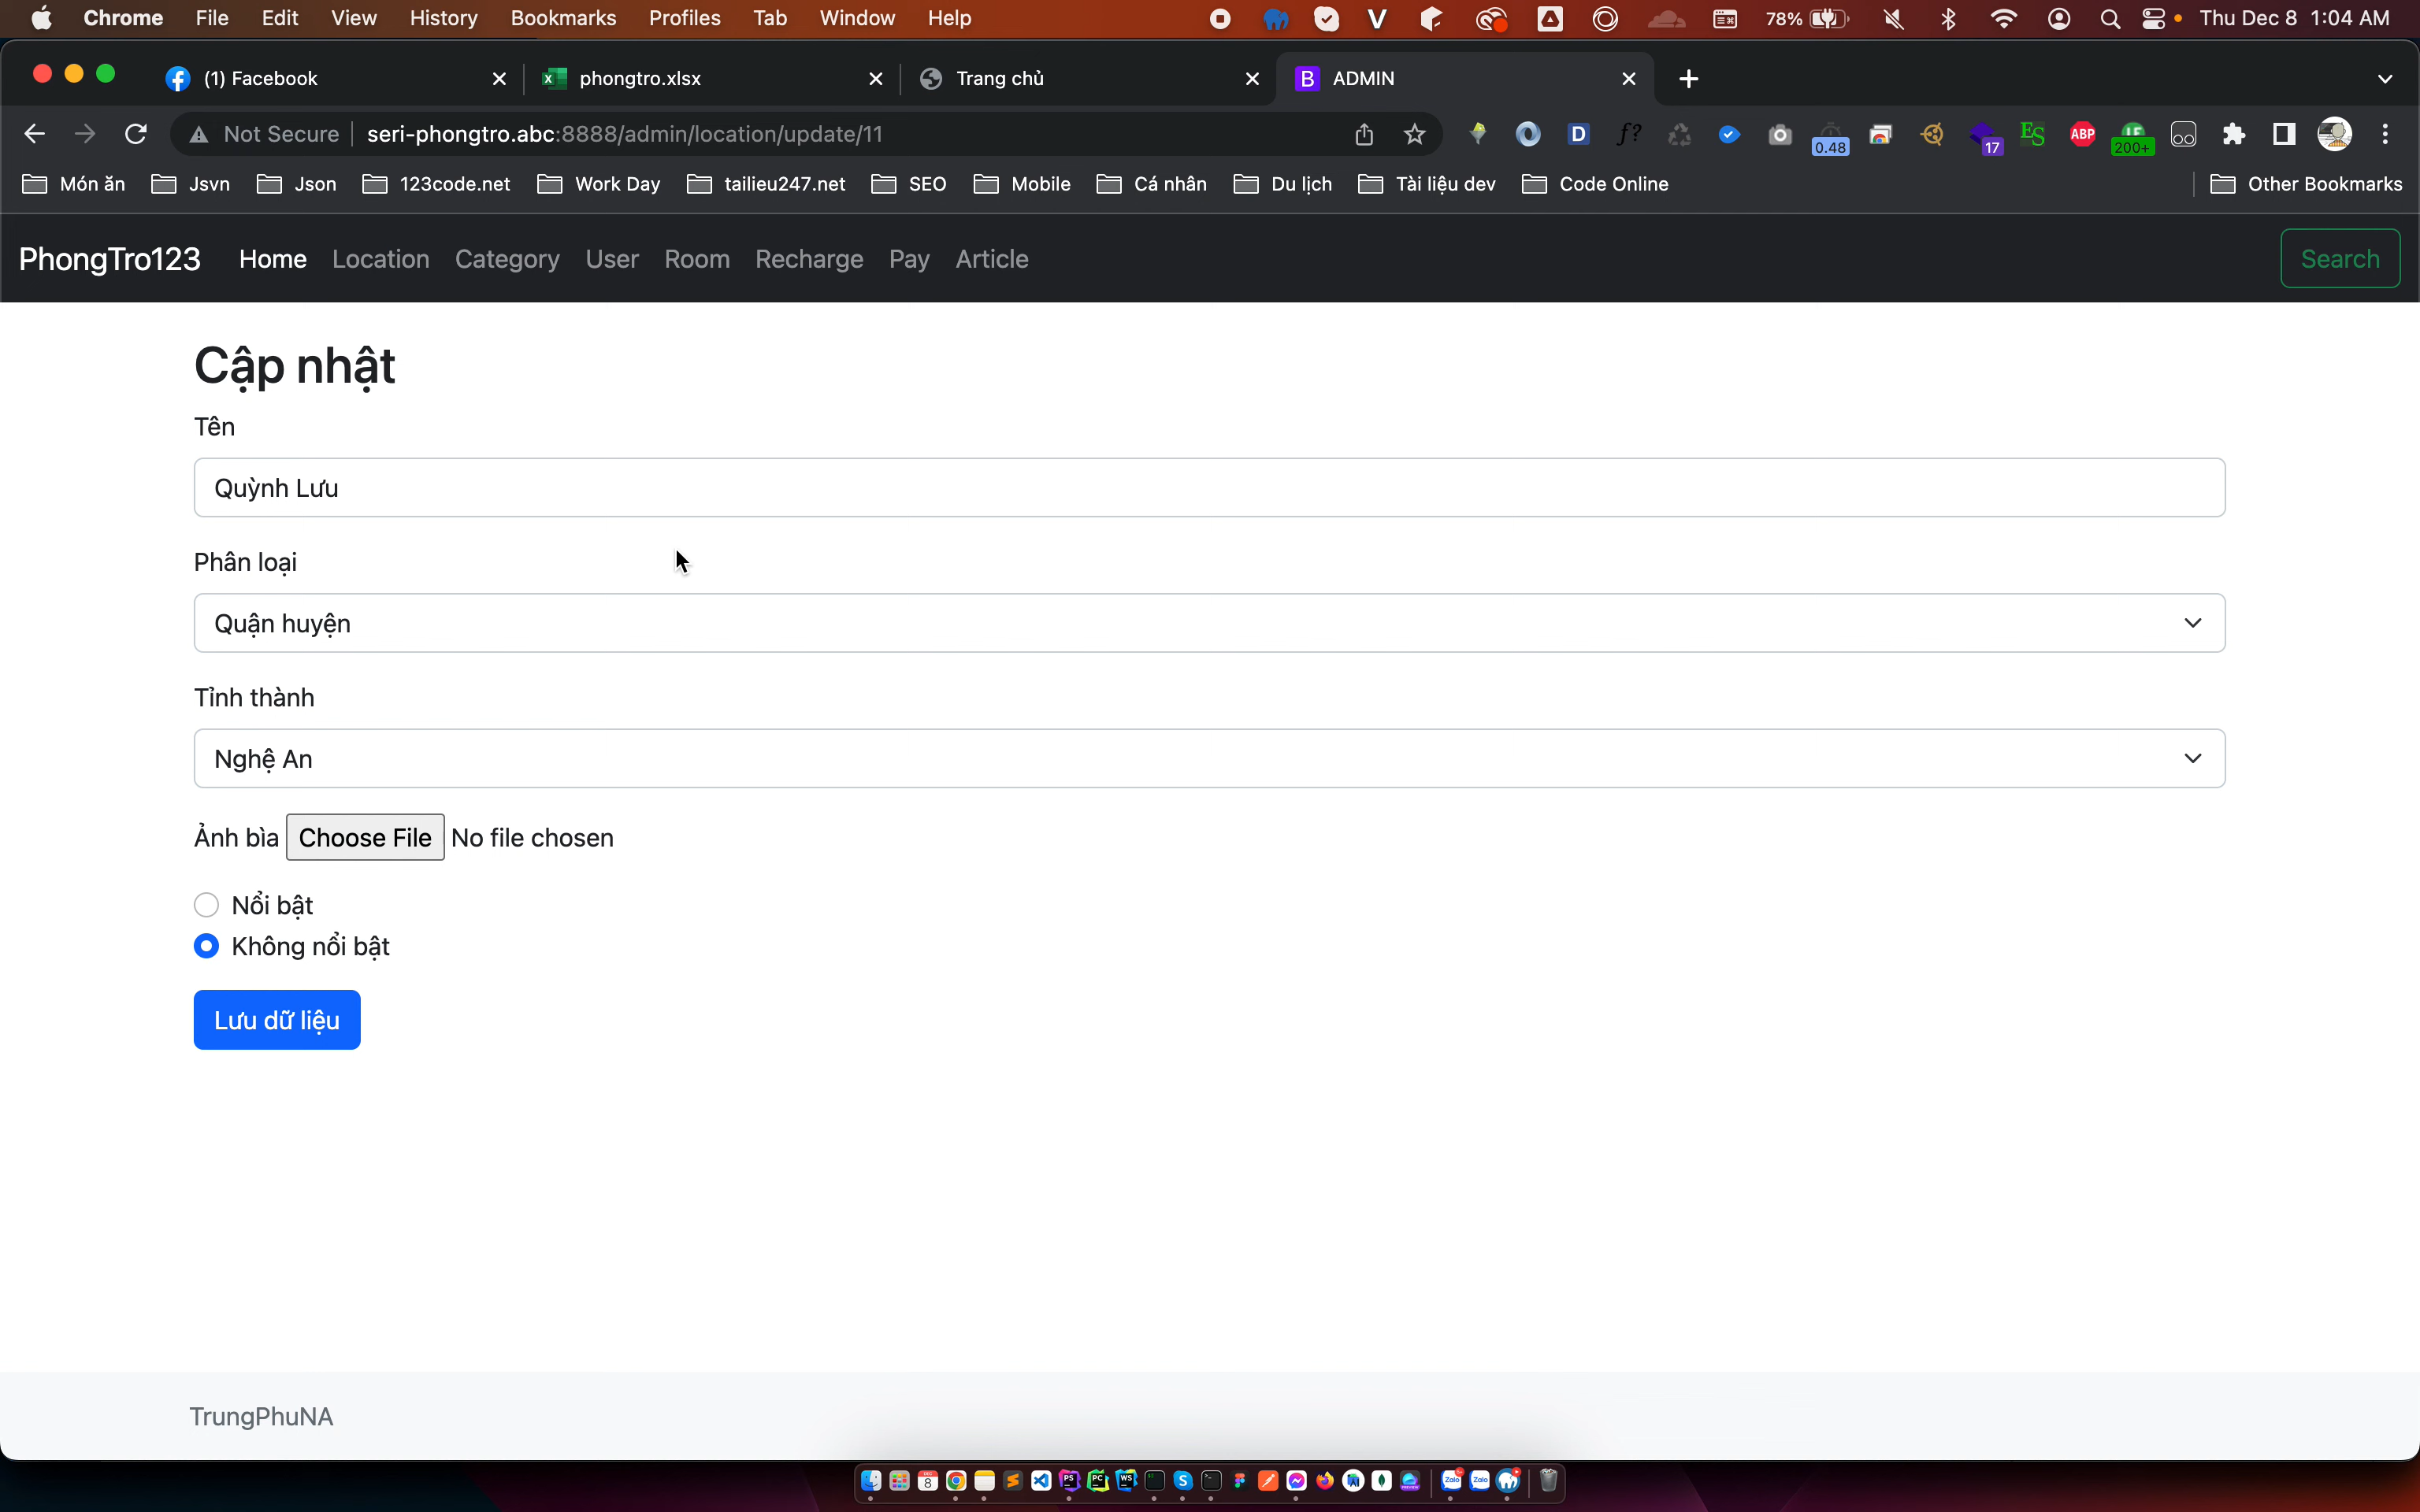 Chrome File Edit View History Bookmarks Profiles Tab Window Help 78% Thu Dec 8 1:04 AM
(1) Facebook phongtro.xlsx Trang chủ ADMIN
Not Secure seri-phongtro.abc:8888/admin/location/update/11 D f? 0.48 17 ES ABP 200+
Món ăn Jsvn Json 123code.net Work Day tailieu247.net SEO Mobile Cá nhân Du lịch Tài liệu dev Code Online Other Bookmarks
PhongTro123 Home Location Category User Room Recharge Pay Article Search
Cập nhật
Tên
Quỳnh Lưu
Phân loại
Quận huyện
Tỉnh thành
Nghệ An
Ảnh bìa Choose File No file chosen
Nổi bật
Không nổi bật
Lưu dữ liệu
TrungPhuNA